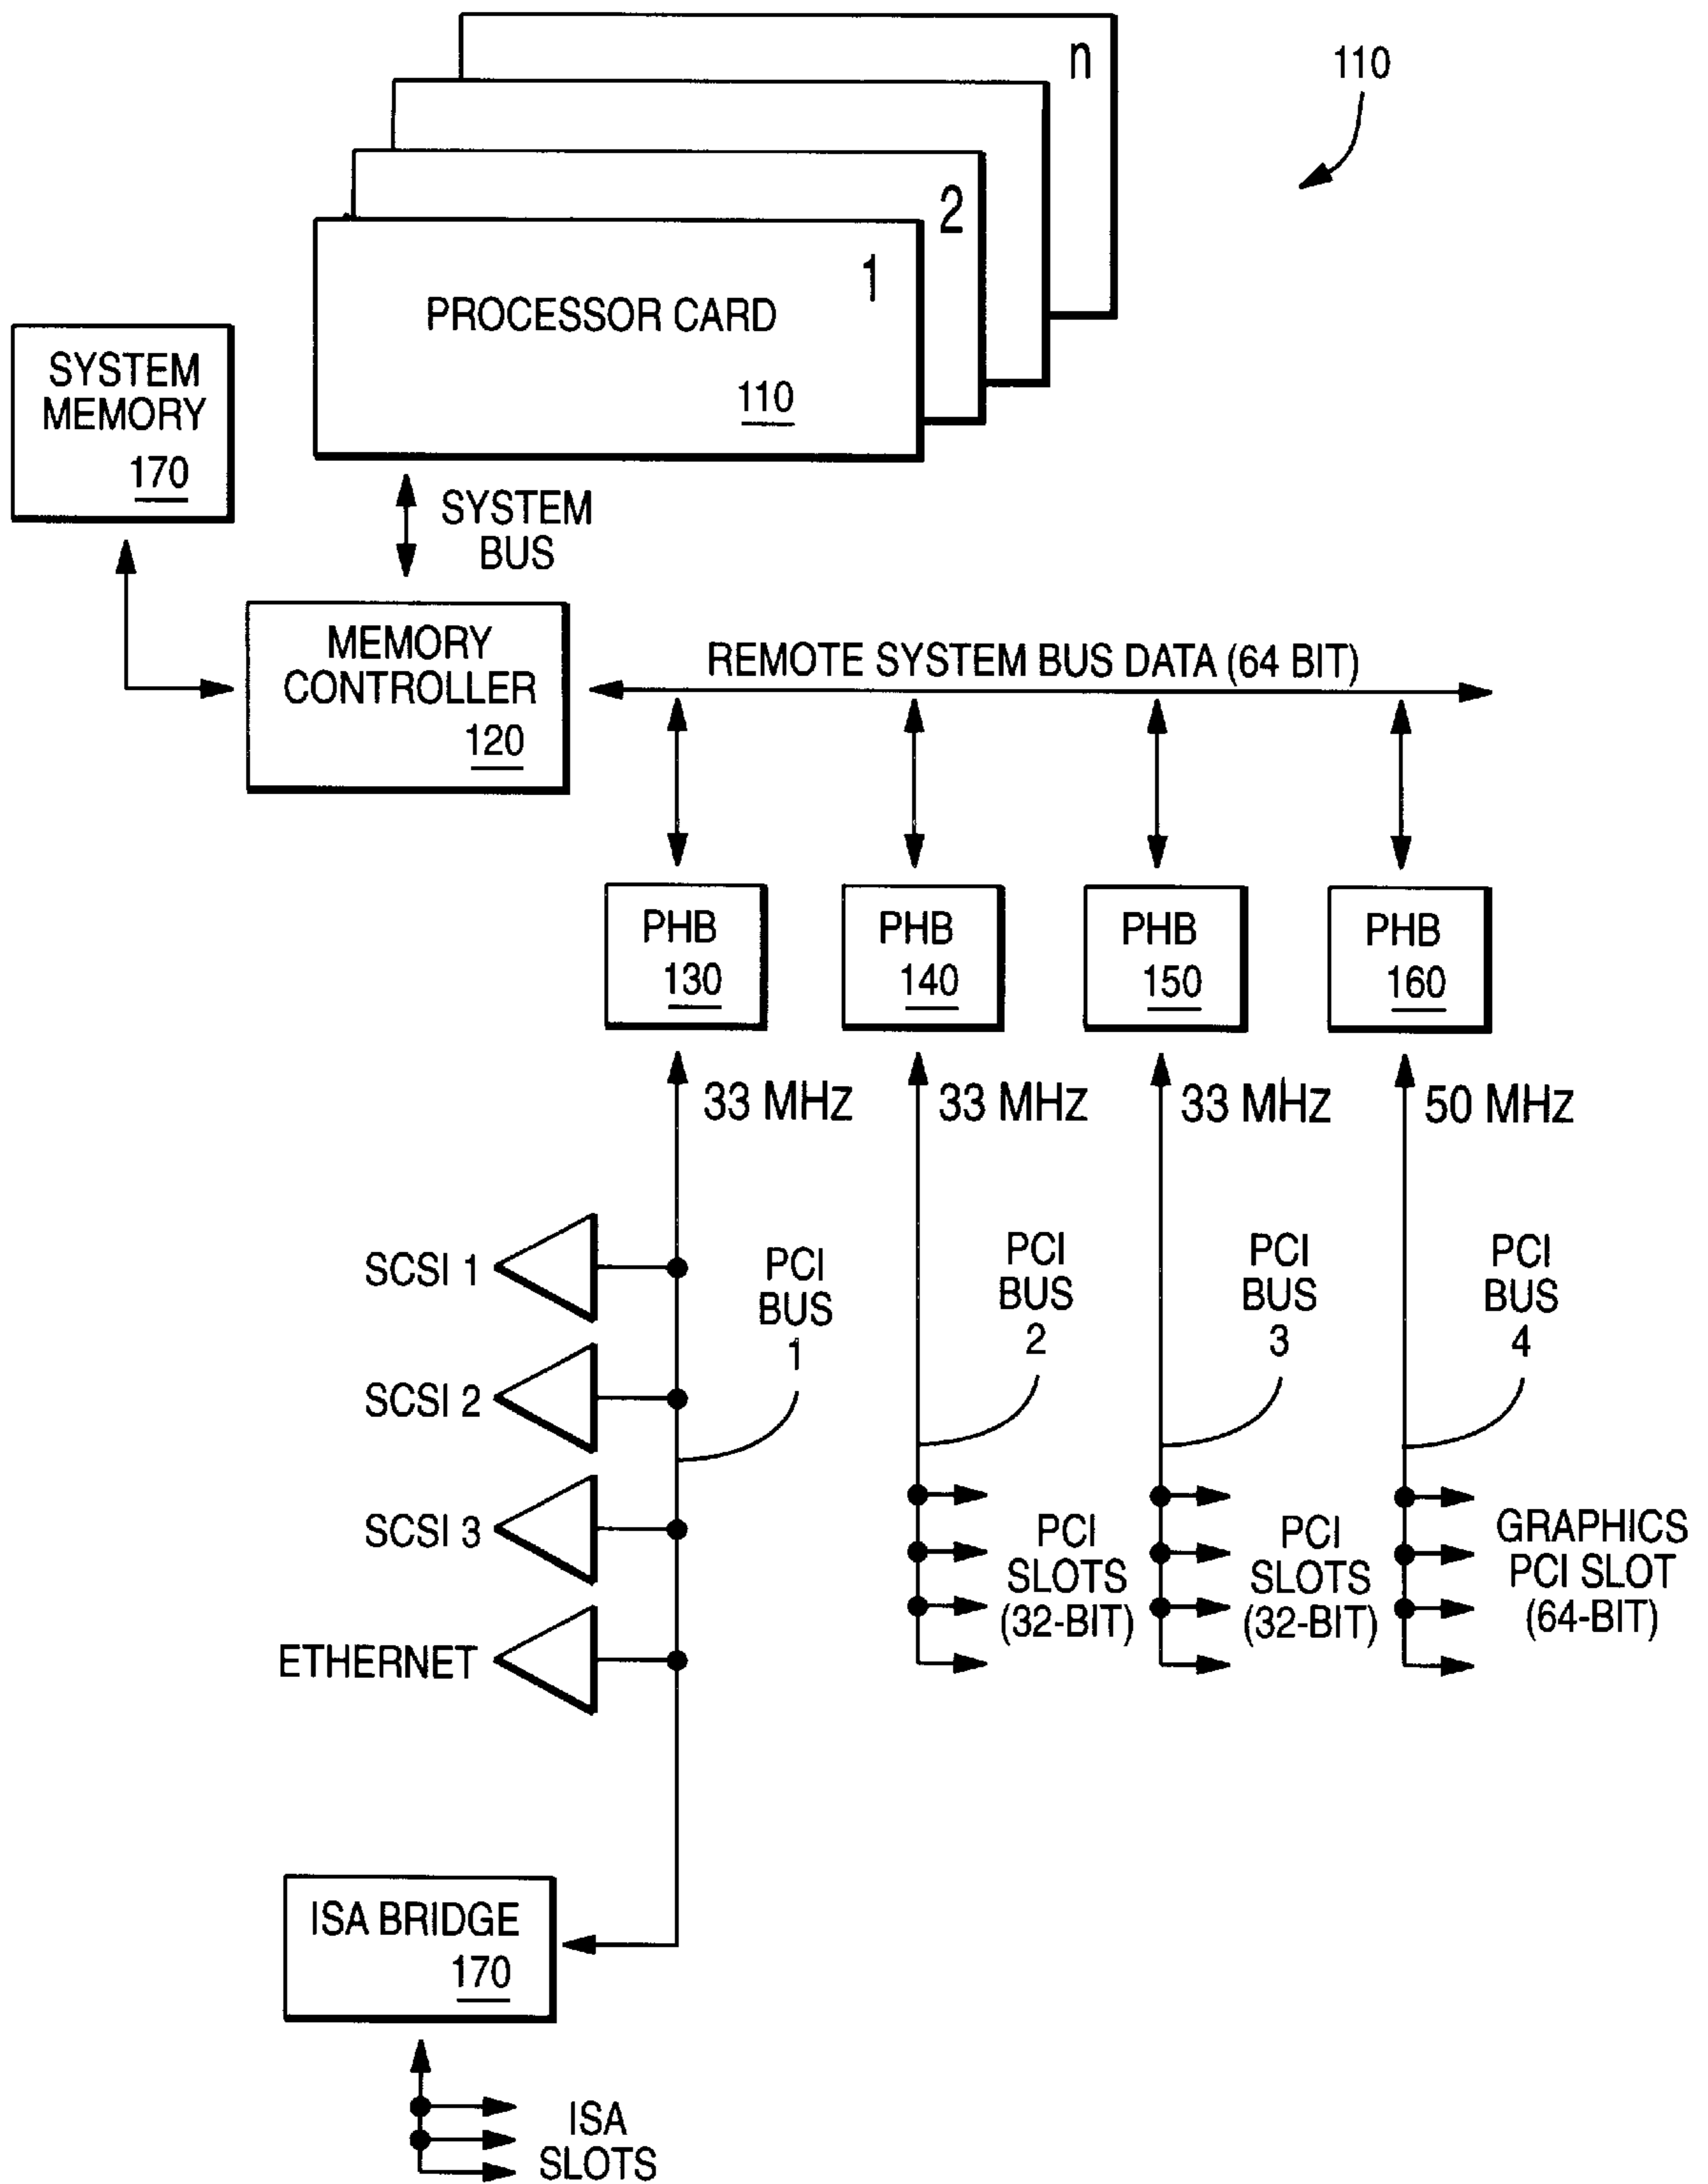 n
110
2
1
PROCESSOR CARD
110
SYSTEM
MEMORY
170
SYSTEM
BUS
MEMORY
CONTROLLER
120
REMOTE SYSTEM BUS DATA (64 BIT)
PHB
130
PHB
140
PHB
150
PHB
160
33 MHz
33 MHz
33 MHz
50 MHz
SCSI 1
SCSI 2
SCSI 3
ETHERNET
PCI
BUS
1
PCI
BUS
2
PCI
BUS
3
PCI
BUS
4
PCI
SLOTS
(32-BIT)
PCI
SLOTS
(32-BIT)
GRAPHICS
PCI SLOT
(64-BIT)
ISA BRIDGE
170
ISA
SLOTS